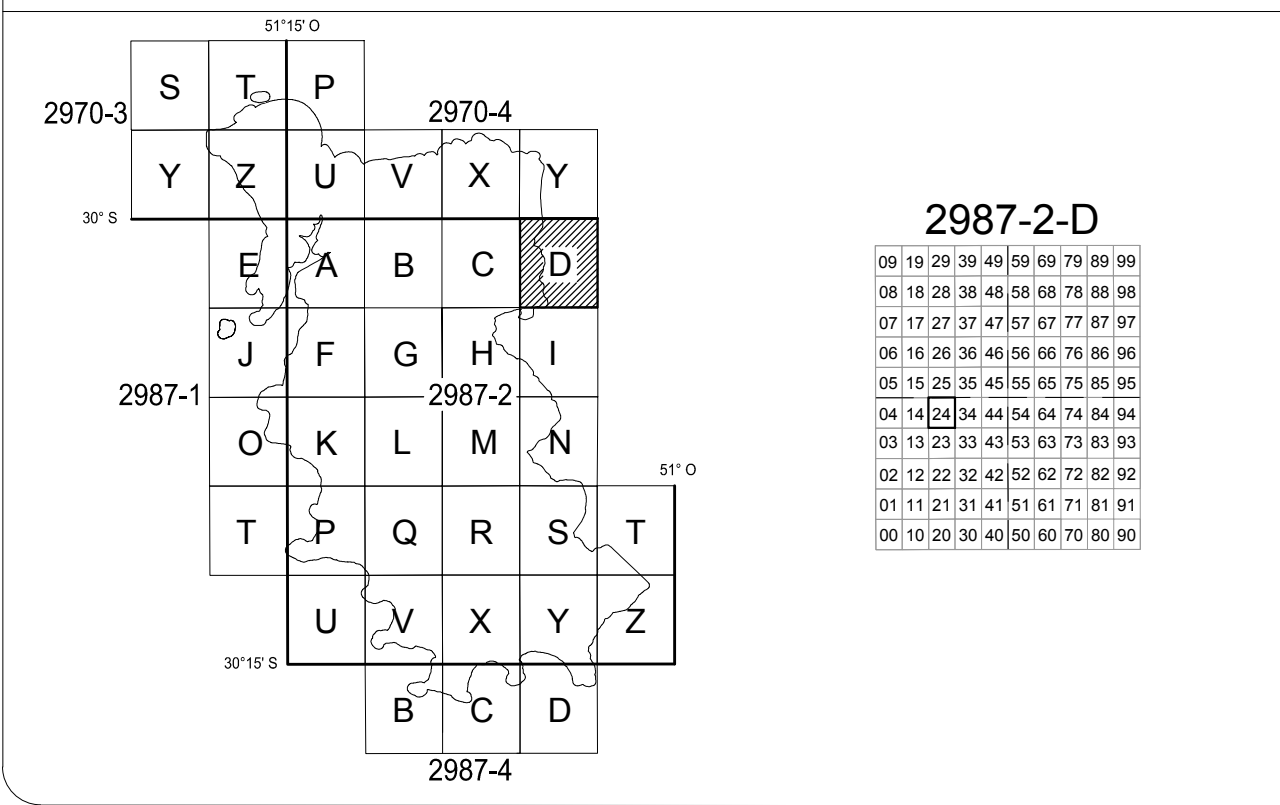 51°15' O
S T P
2970-3 2970-4
Y Z U V X Y
30° S
E A B C D
J F G H I
2987-1 2987-2
O K L M N
51° O
T P Q R S T
U V X Y Z
30°15' S
B C D
2987-4
2987-2-D
09 19 29 39 49 59 69 79 89 99
08 18 28 38 48 58 68 78 88 98
07 17 27 37 47 57 67 77 87 97
06 16 26 36 46 56 66 76 86 96
05 15 25 35 45 55 65 75 85 95
04 14 24 34 44 54 64 74 84 94
03 13 23 33 43 53 63 73 83 93
02 12 22 32 42 52 62 72 82 92
01 11 21 31 41 51 61 71 81 91
00 10 20 30 40 50 60 70 80 90